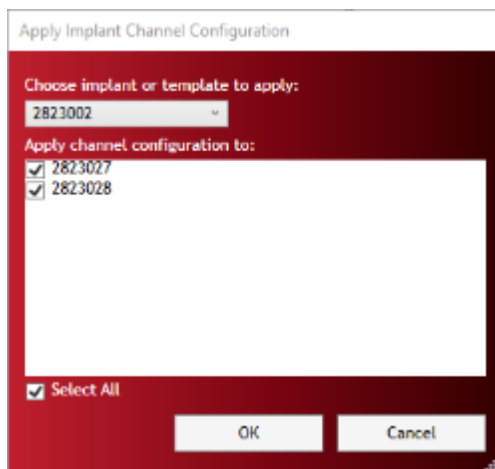 Apply Implant Channel Configuration
Choose implant or template to apply:
2823002
Apply channel configuration to:
2823027
2823028
Select All
OK Cancel